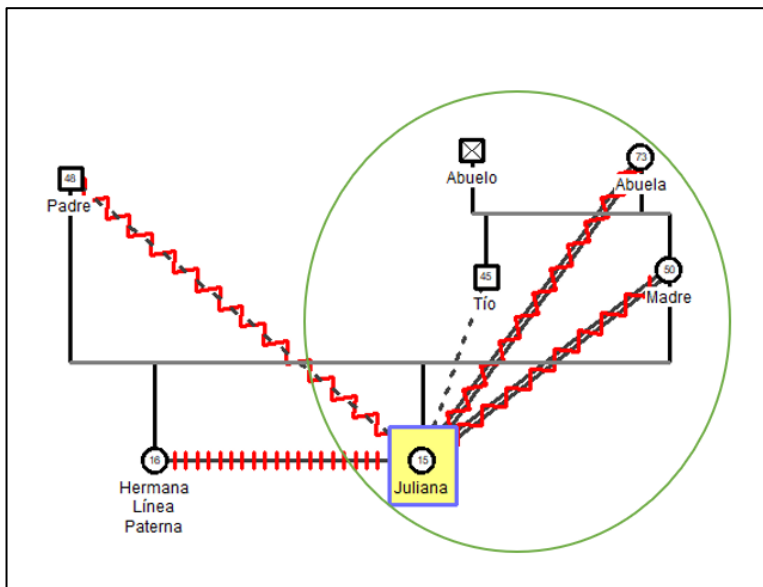 73
Abuelo
Abuela
48
Padre
45
Tío
50
Madre
16
15
Hermana
Línea
Paterna
Juliana